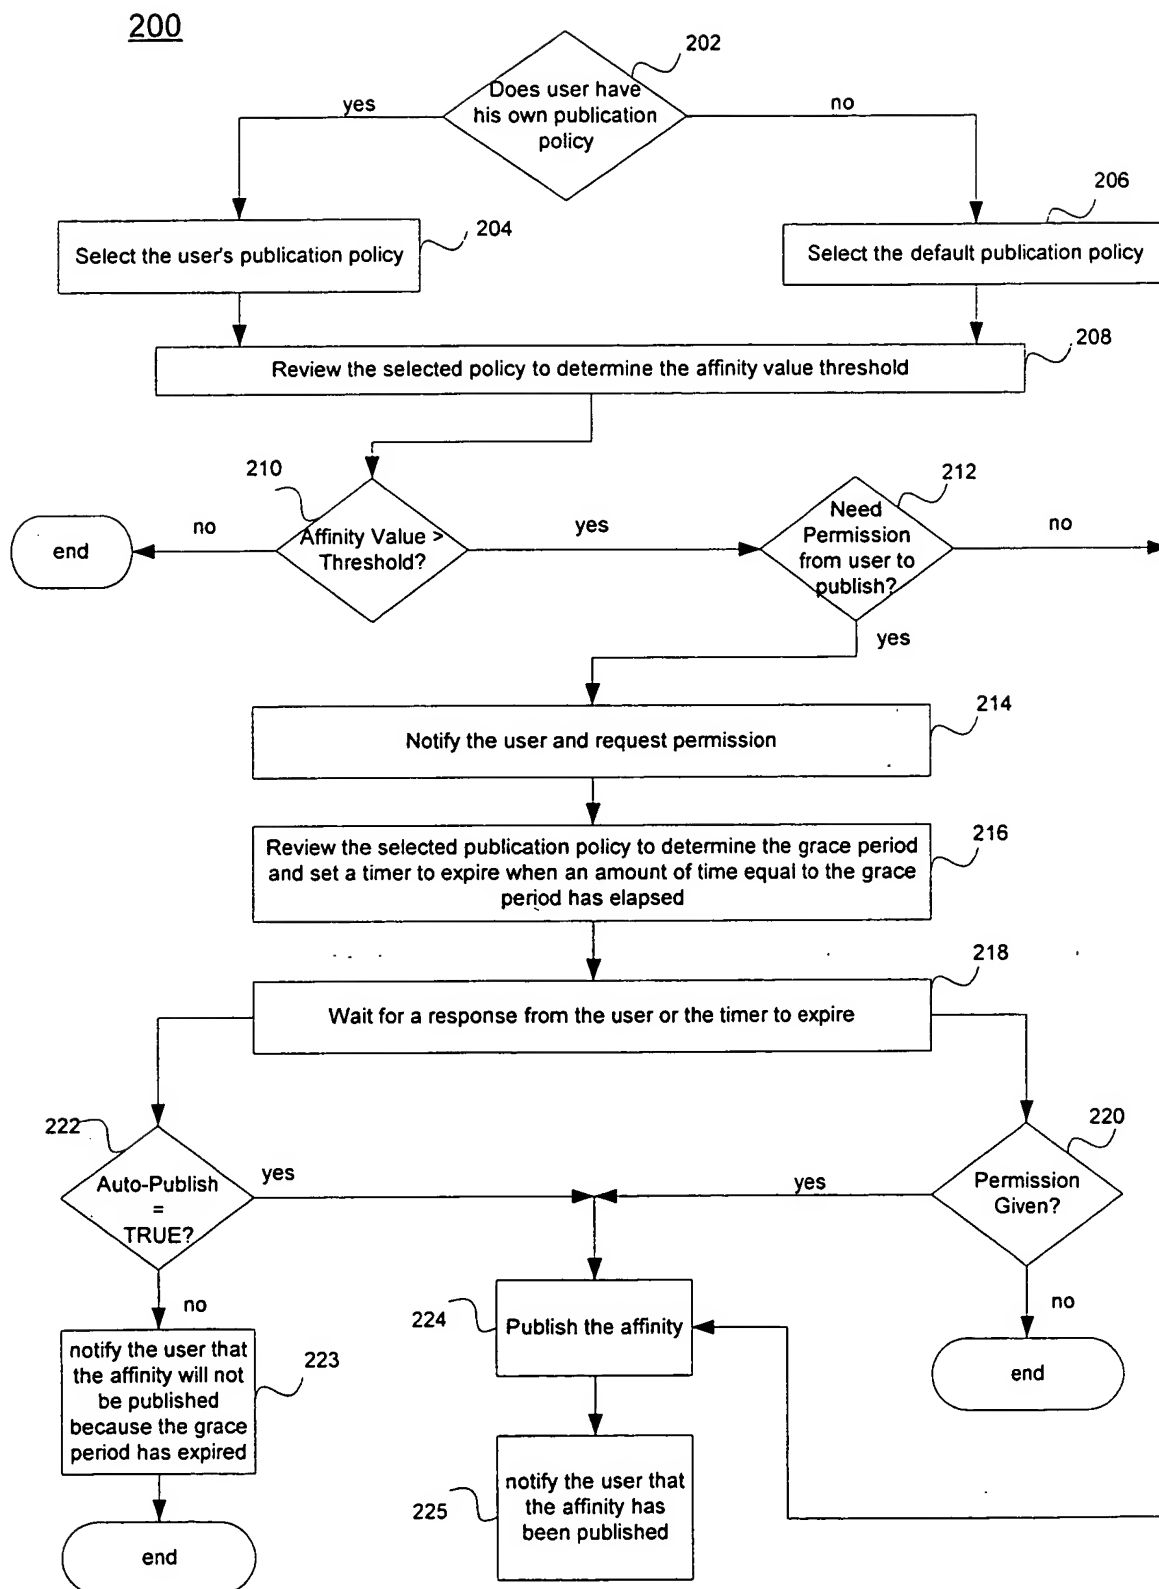 200
202
Does user have
his own publication
policy
yes
no
204
206
Select the user's publication policy
Select the default publication policy
208
Review the selected policy to determine the affinity value threshold
210
212
end
no
Affinity Value >
Threshold?
yes
Need
Permission
from user to
publish?
no
yes
214
Notify the user and request permission
216
Review the selected publication policy to determine the grace period
and set a timer to expire when an amount of time equal to the grace
period has elapsed
218
Wait for a response from the user or the timer to expire
222
220
Auto-Publish
=
TRUE?
yes
yes
Permission
Given?
no
no
224
Publish the affinity
223
notify the user that
the affinity will not
be published
because the grace
period has expired
end
225
notify the user that
the affinity has
been published
end